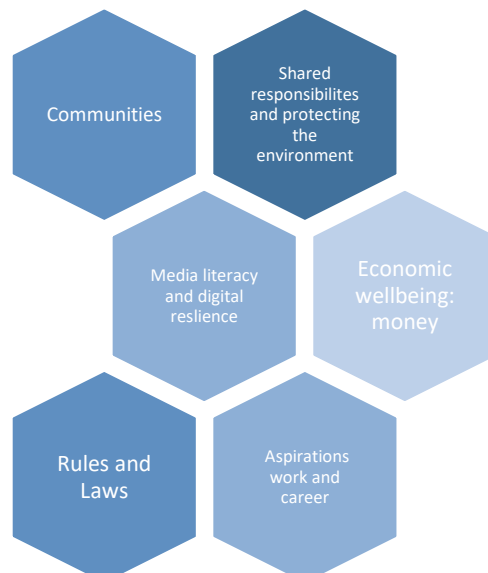 Communities
Shared
responsibilites
and protecting
the
environment
Media literacy
and digital
reslience
Economic
wellbeing:
money
Rules and
Laws
Aspirations
work and
career